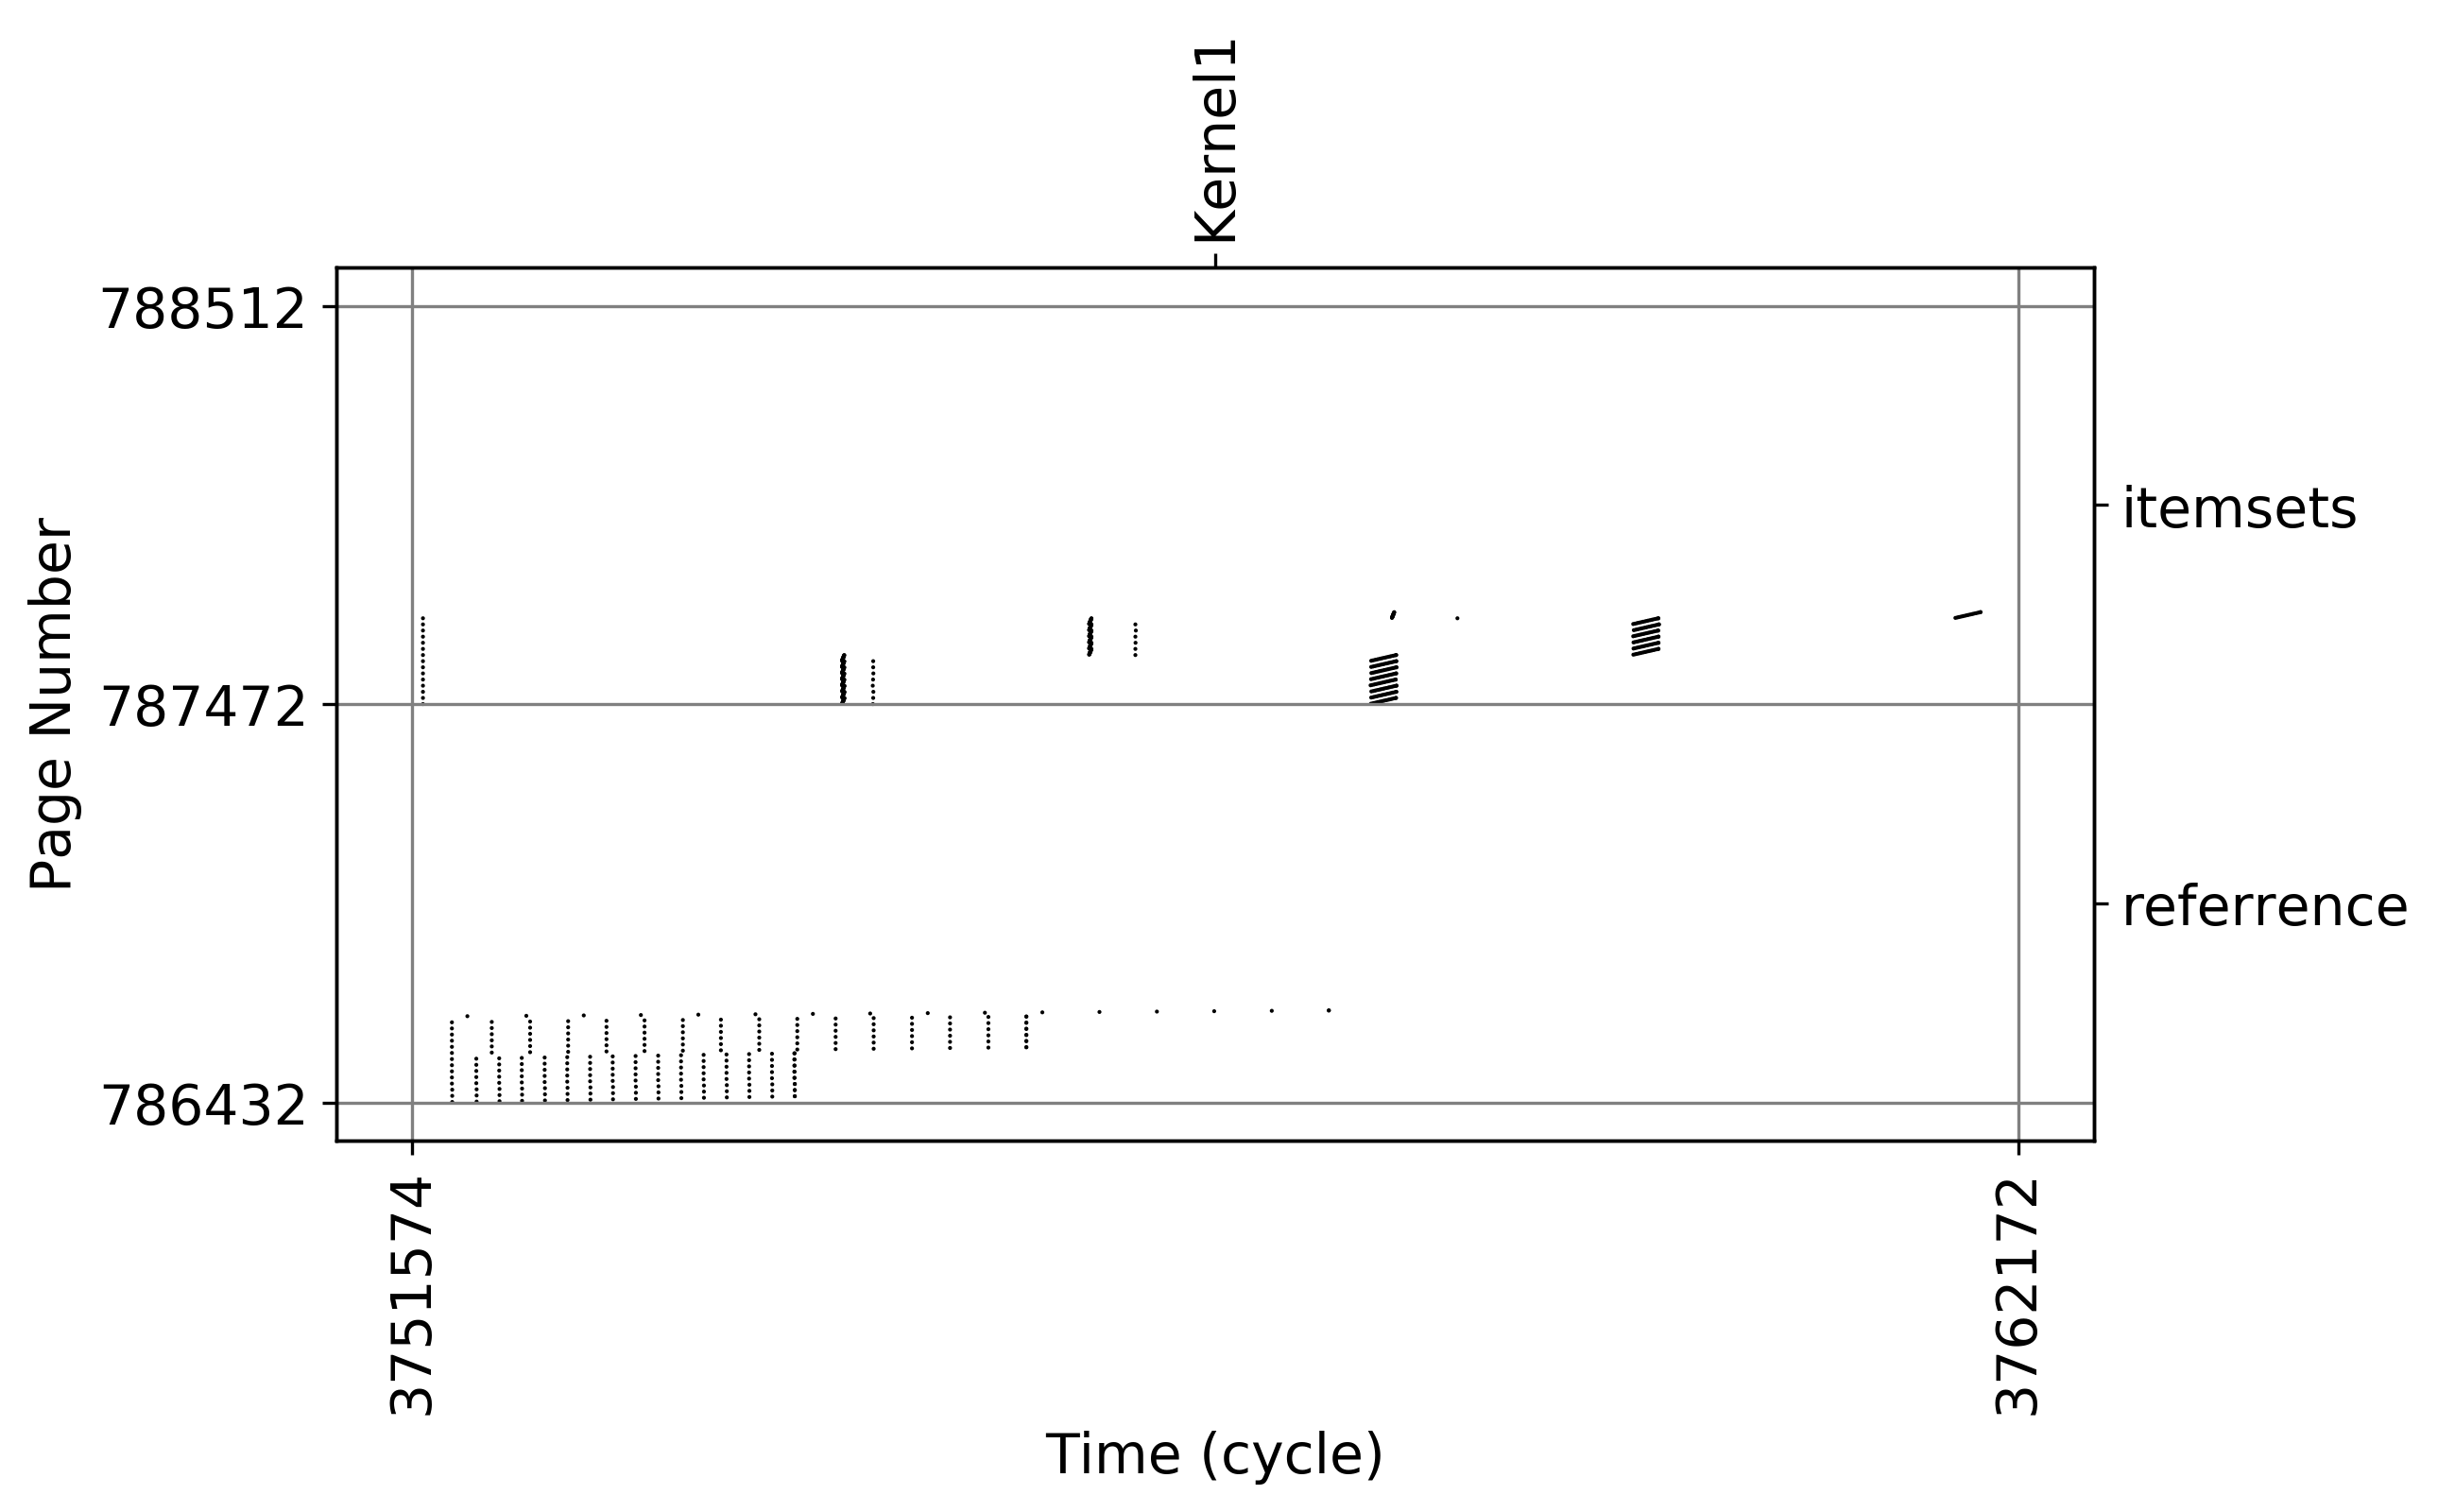 Kernel1
788512
787472
786432
Page Number
itemsets
referrence
3751574
3762172
Time (cycle)